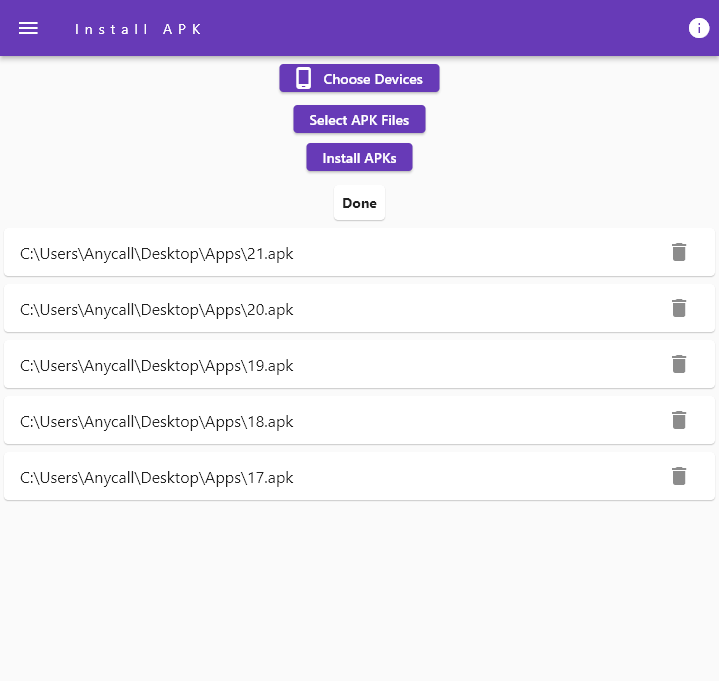 Install APK
Choose Devices
Select APK Files
Install APKs
Done
C:\Users\Anycall\Desktop\Apps\21.apk
C:\Users\Anycall\Desktop\Apps\20.apk
C:\Users\Anycall\Desktop\Apps\19.apk
C:\Users\Anycall\Desktop\Apps\18.apk
C:\Users\Anycall\Desktop\Apps\17.apk